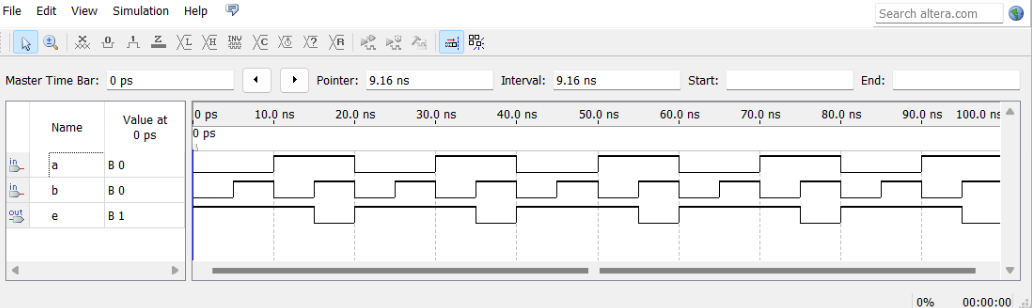 File Edit View Simulation Help
Search altera.com
Master Time Bar: 0 ps Pointer: 9.16 ns Interval: 9.16 ns Start: End:
Name Value at 0 ps
0 ps 10.0 ns 20.0 ns 30.0 ns 40.0 ns 50.0 ns 60.0 ns 70.0 ns 80.0 ns 90.0 ns 100.0 ns
0 ps
in a B 0
in b B 0
out e B 1
0% 00:00:00